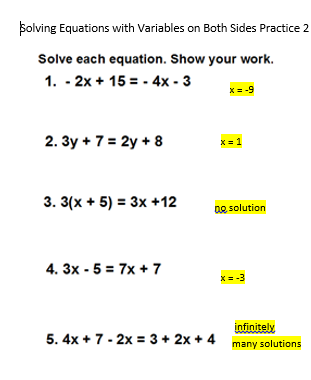 Solving Equations with Variables on Both Sides Practice 2
Solve each equation. Show your work.
1. - 2x + 15 = - 4x - 3
x = -9
2. 3y + 7 = 2y + 8
x = 1
3. 3(x + 5) = 3x +12
no solution
4. 3x - 5 = 7x + 7
x = -3
5. 4x + 7 - 2x = 3 + 2x + 4
infinitely
many solutions